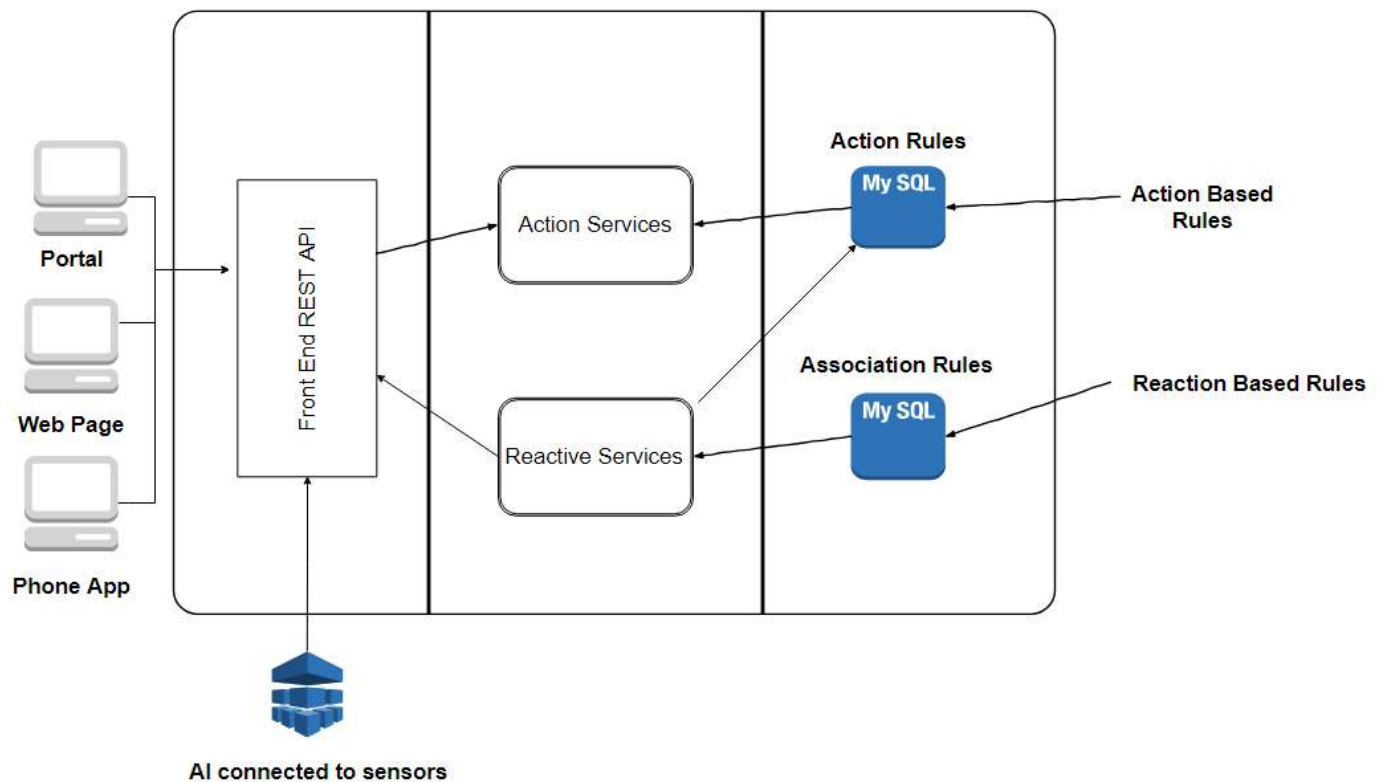 Portal
Web Page
Phone App
Front End REST API
Action Services
Reactive Services
Action Rules
My SQL
Association Rules
My SQL
Action Based
Rules
Reaction Based Rules
AI connected to sensors